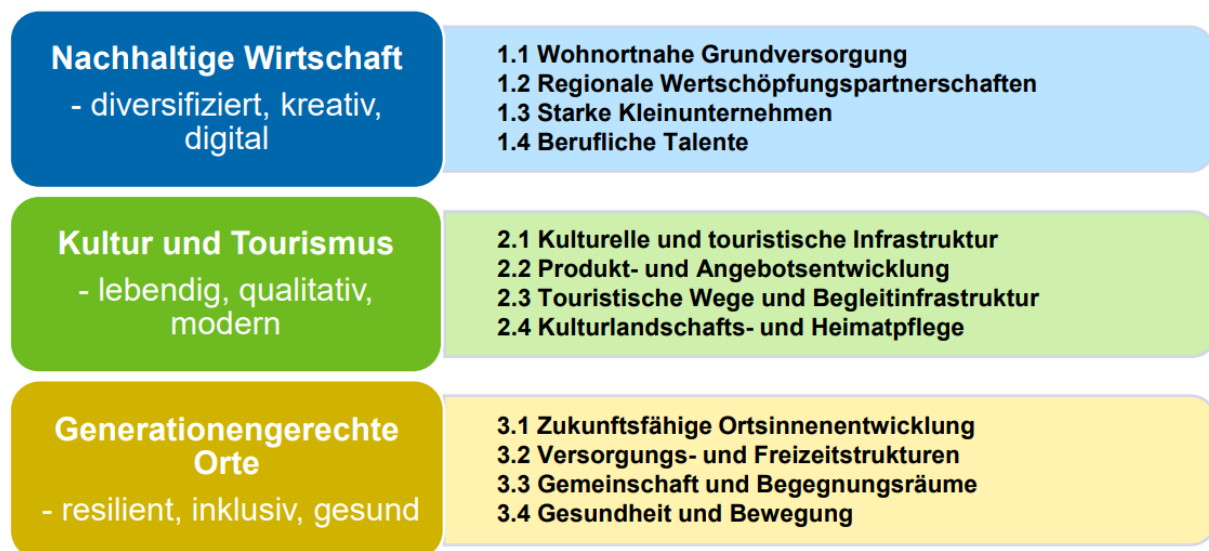 Nachhaltige Wirtschaft
- diversifiziert, kreativ,
digital
1.1 Wohnortnahe Grundversorgung
1.2 Regionale Wertschöpfungspartnerschaften
1.3 Starke Kleinunternehmen
1.4 Berufliche Talente
Kultur und Tourismus
- lebendig, qualitativ,
modern
2.1 Kulturelle und touristische Infrastruktur
2.2 Produkt- und Angebotsentwicklung
2.3 Touristische Wege und Begleitinfrastruktur
2.4 Kulturlandschafts- und Heimatpflege
Generationengerechte
Orte
- resilient, inklusiv, gesund
3.1 Zukunftsfähige Ortsinnenentwicklung
3.2 Versorgungs- und Freizeitstrukturen
3.3 Gemeinschaft und Begegnungsräume
3.4 Gesundheit und Bewegung